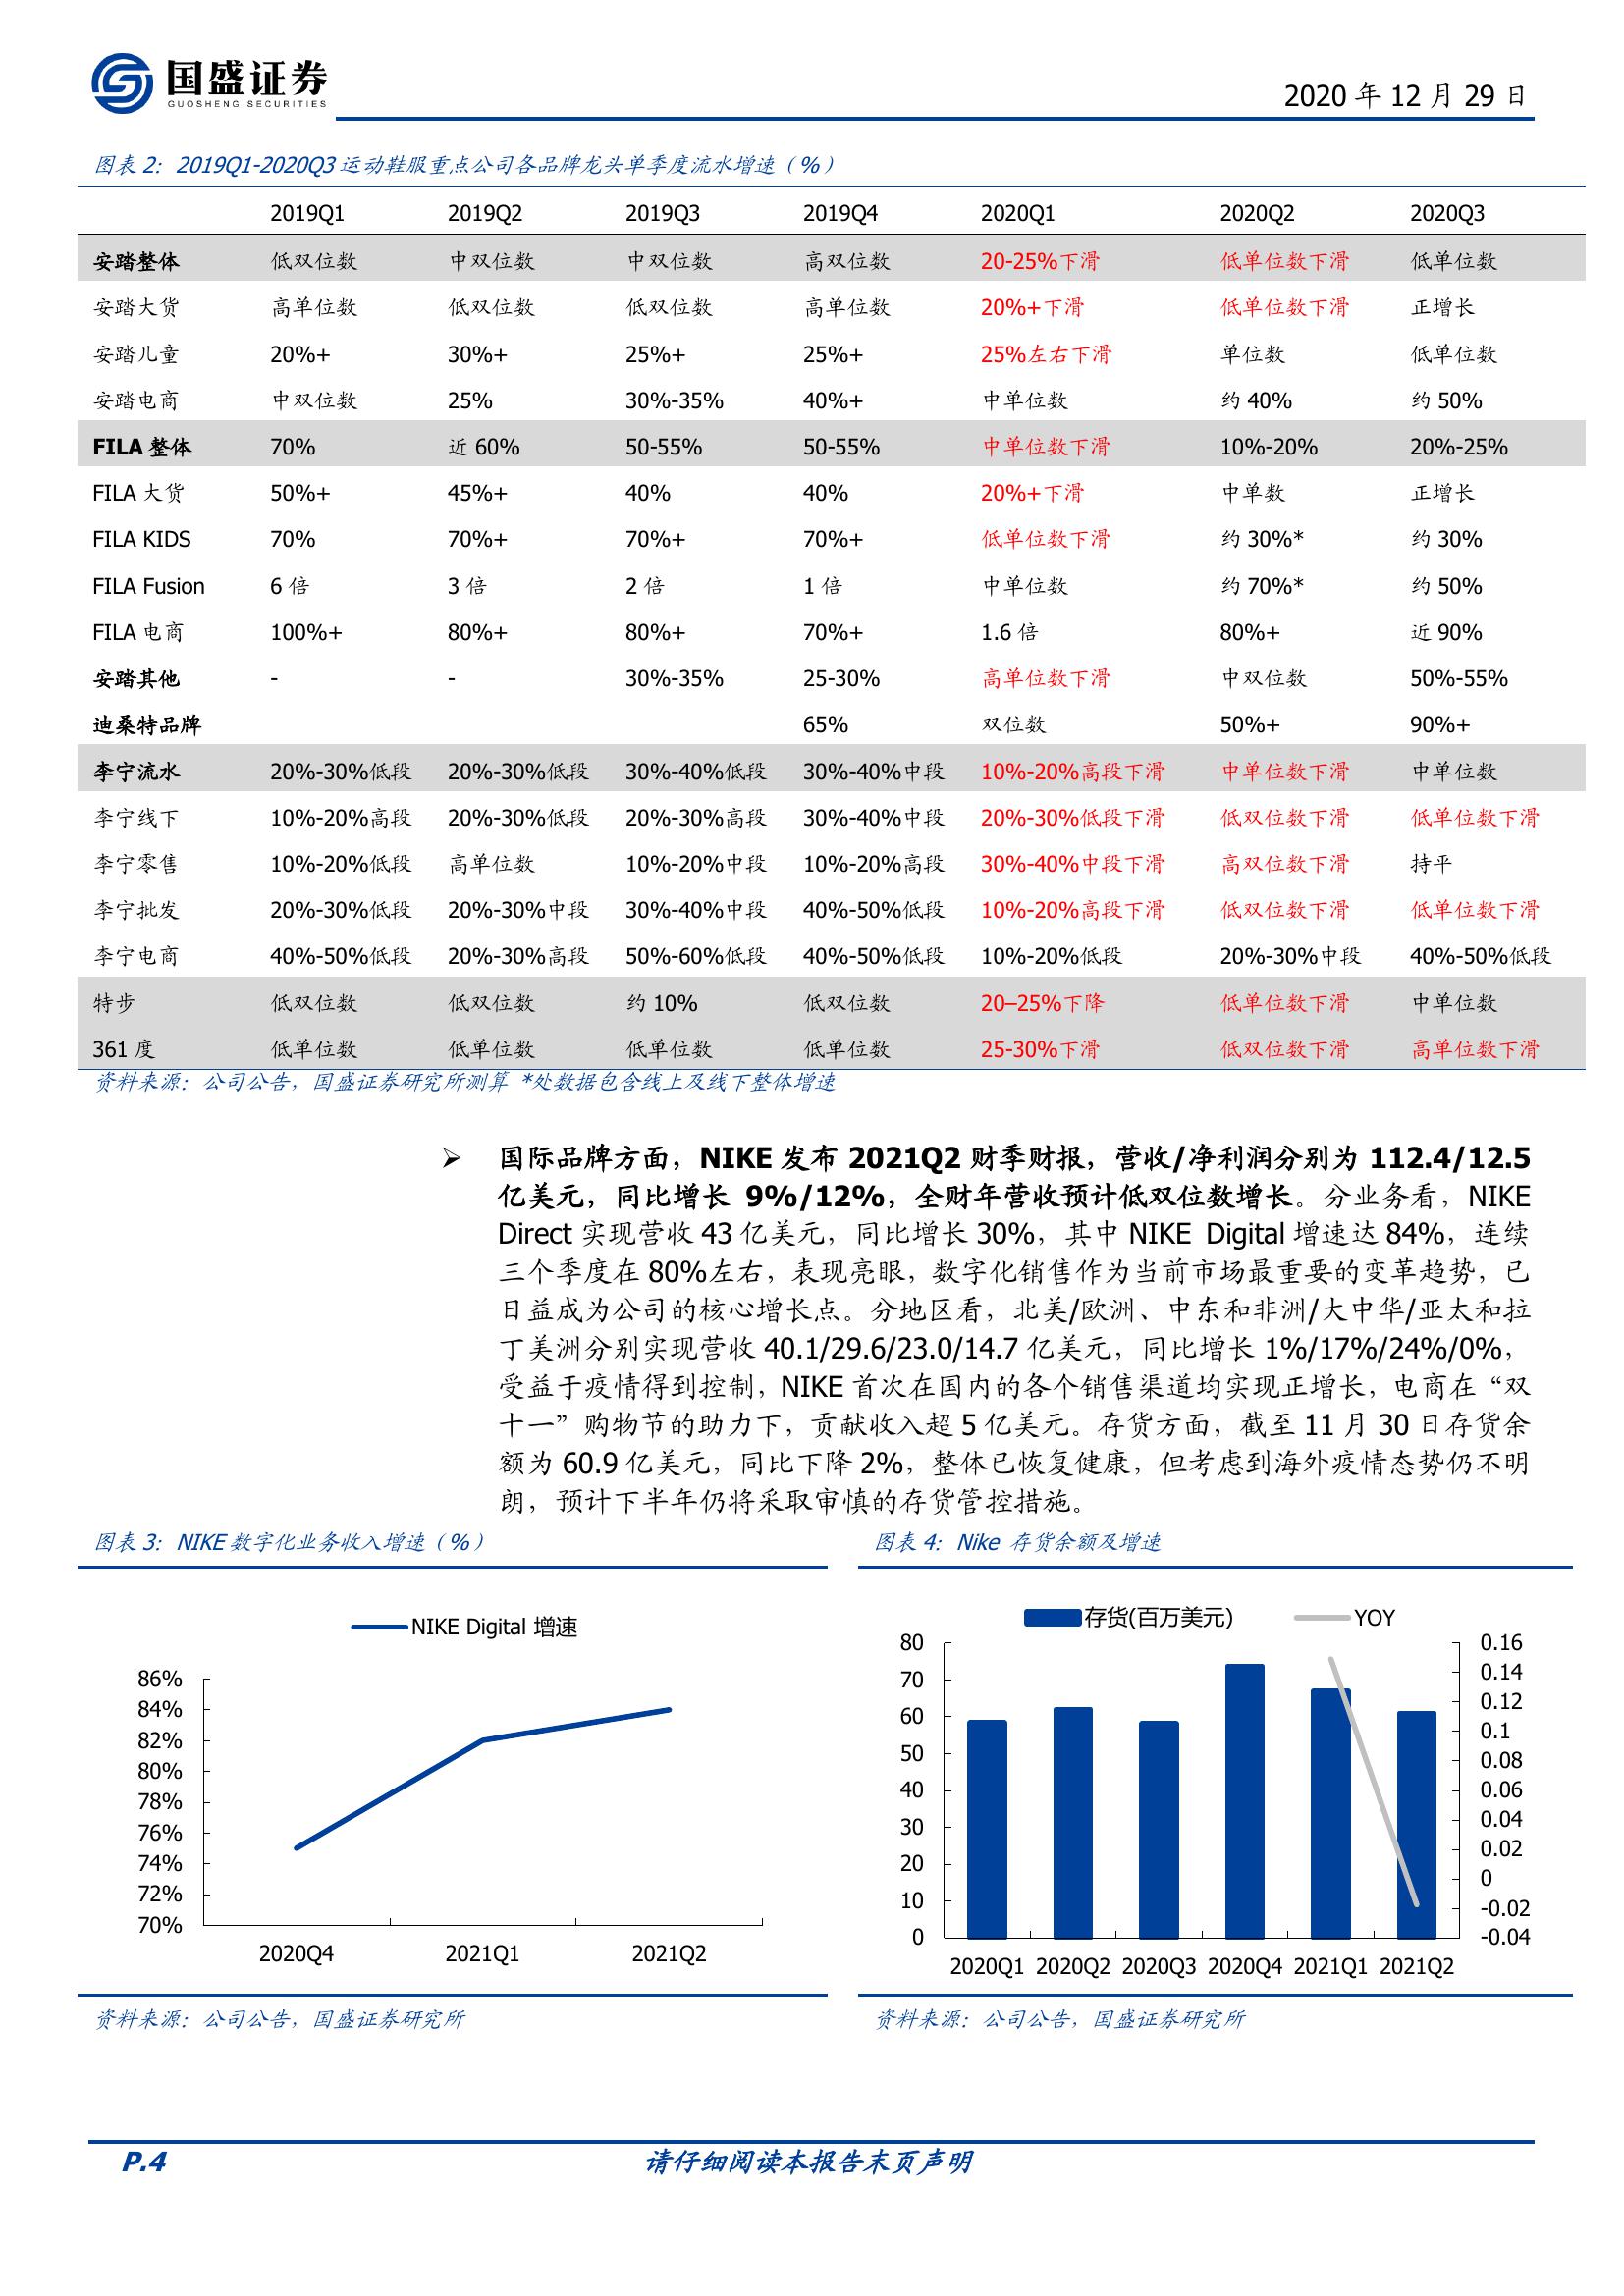 国盛证券
GUOSHENG SECURITIES
2020 年 12 月 29 日
图表 2：2019Q1-2020Q3 运动鞋服重点公司各品牌龙头单季度流水增速（%）
2019Q1 2019Q2 2019Q3 2019Q4 2020Q1 2020Q2 2020Q3
安踏整体 低双位数 中双位数 中双位数 高双位数 20-25%下滑 低单位数下滑 低单位数
安踏大货 高单位数 低双位数 低双位数 高单位数 20%+下滑 低单位数下滑 正增长
安踏儿童 20%+ 30%+ 25%+ 25%+ 25%左右下滑 单位数 低单位数
安踏电商 中双位数 25% 30%-35% 40%+ 中单位数 约 40% 约 50%
FILA 整体 70% 近 60% 50-55% 50-55% 中单位数下滑 10%-20% 20%-25%
FILA 大货 50%+ 45%+ 40% 40% 20%+下滑 中单数 正增长
FILA KIDS 70% 70%+ 70%+ 70%+ 低单位数下滑 约 30%* 约 30%
FILA Fusion 6 倍 3 倍 2 倍 1 倍 中单位数 约 70%* 约 50%
FILA 电商 100%+ 80%+ 80%+ 70%+ 1.6 倍 80%+ 近 90%
安踏其他 - - 30%-35% 25-30% 高单位数下滑 中双位数 50%-55%
迪桑特品牌 65% 双位数 50%+ 90%+
李宁流水 20%-30%低段 20%-30%低段 30%-40%低段 30%-40%中段 10%-20%高段下滑 中单位数下滑 中单位数
李宁线下 10%-20%高段 20%-30%低段 20%-30%高段 30%-40%中段 20%-30%低段下滑 低双位数下滑 低单位数下滑
李宁零售 10%-20%低段 高单位数 10%-20%中段 10%-20%高段 30%-40%中段下滑 高双位数下滑 持平
李宁批发 20%-30%低段 20%-30%中段 30%-40%中段 40%-50%低段 10%-20%高段下滑 低双位数下滑 低单位数下滑
李宁电商 40%-50%低段 20%-30%高段 50%-60%低段 40%-50%低段 10%-20%低段 20%-30%中段 40%-50%低段
特步 低双位数 低双位数 约 10% 低双位数 20–25%下降 低单位数下滑 中单位数
361 度 低单位数 低单位数 低单位数 低单位数 25-30%下滑 低双位数下滑 高单位数下滑
资料来源：公司公告，国盛证券研究所测算 *处数据包含线上及线下整体增速
➢ 国际品牌方面，NIKE 发布 2021Q2 财季财报，营收/净利润分别为 112.4/12.5
亿美元，同比增长 9%/12%，全财年营收预计低双位数增长。分业务看，NIKE
Direct 实现营收 43 亿美元，同比增长 30%，其中 NIKE Digital 增速达 84%，连续
三个季度在 80%左右，表现亮眼，数字化销售作为当前市场最重要的变革趋势，已
日益成为公司的核心增长点。分地区看，北美/欧洲、中东和非洲/大中华/亚太和拉
丁美洲分别实现营收 40.1/29.6/23.0/14.7 亿美元，同比增长 1%/17%/24%/0%，
受益于疫情得到控制，NIKE 首次在国内的各个销售渠道均实现正增长，电商在“双
十一”购物节的助力下，贡献收入超 5 亿美元。存货方面，截至 11 月 30 日存货余
额为 60.9 亿美元，同比下降 2%，整体已恢复健康，但考虑到海外疫情态势仍不明
朗，预计下半年仍将采取审慎的存货管控措施。
图表 3：NIKE 数字化业务收入增速（%）
NIKE Digital 增速
86%
84%
82%
80%
78%
76%
74%
72%
70%
2020Q4 2021Q1 2021Q2
资料来源：公司公告，国盛证券研究所
图表 4：Nike 存货余额及增速
存货(百万美元) YOY
80
70
60
50
40
30
20
10
0
0.16
0.14
0.12
0.1
0.08
0.06
0.04
0.02
0
-0.02
-0.04
2020Q1 2020Q2 2020Q3 2020Q4 2021Q1 2021Q2
资料来源：公司公告，国盛证券研究所
P.4 请仔细阅读本报告末页声明